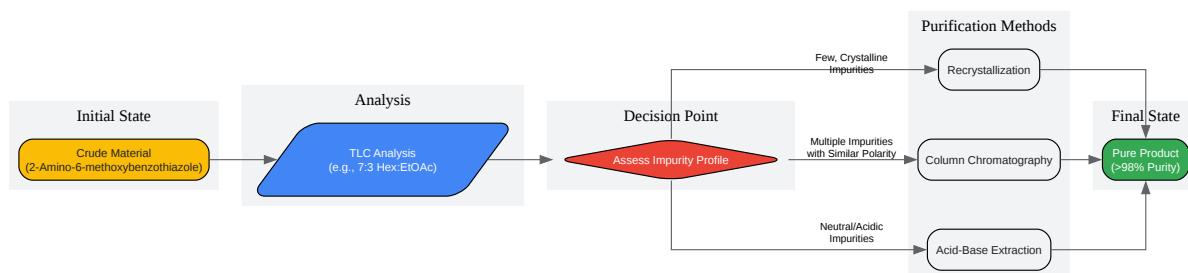 Purification Methods
Few, Crystalline
Impurities
Recrystallization
Analysis
Initial State
Decision Point
Final State
Crude Material
(2-Amino-6-methoxybenzothiazole)
TLC Analysis
(e.g., 7:3 Hex:EtOAc)
Assess Impurity Profile
Multiple Impurities
with Similar Polarity
Column Chromatography
Pure Product
(>98% Purity)
Neutral/Acidic
Impurities
Acid-Base Extraction